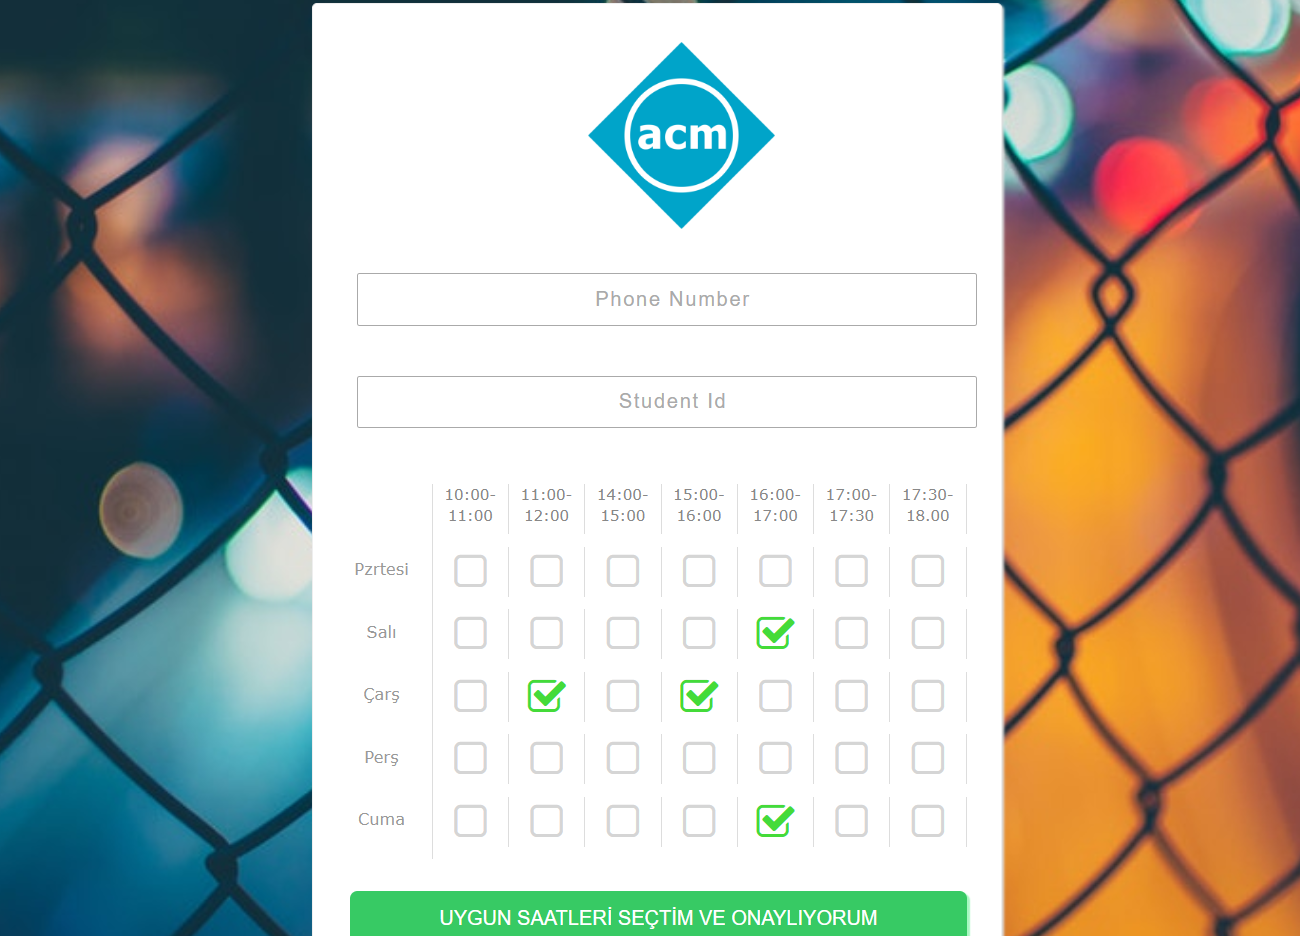 acm
Phone Number
Student Id
10:00- 11:00- 14:00- 15:00- 16:00- 17:00- 17:30-
11:00 12:00 15:00 16:00 17:00 17:30 18.00
Pzrtesi
Salı
Çarş
Perş
Cuma
UYGUN SAATLERİ SEÇTİM VE ONAYLIYORUM